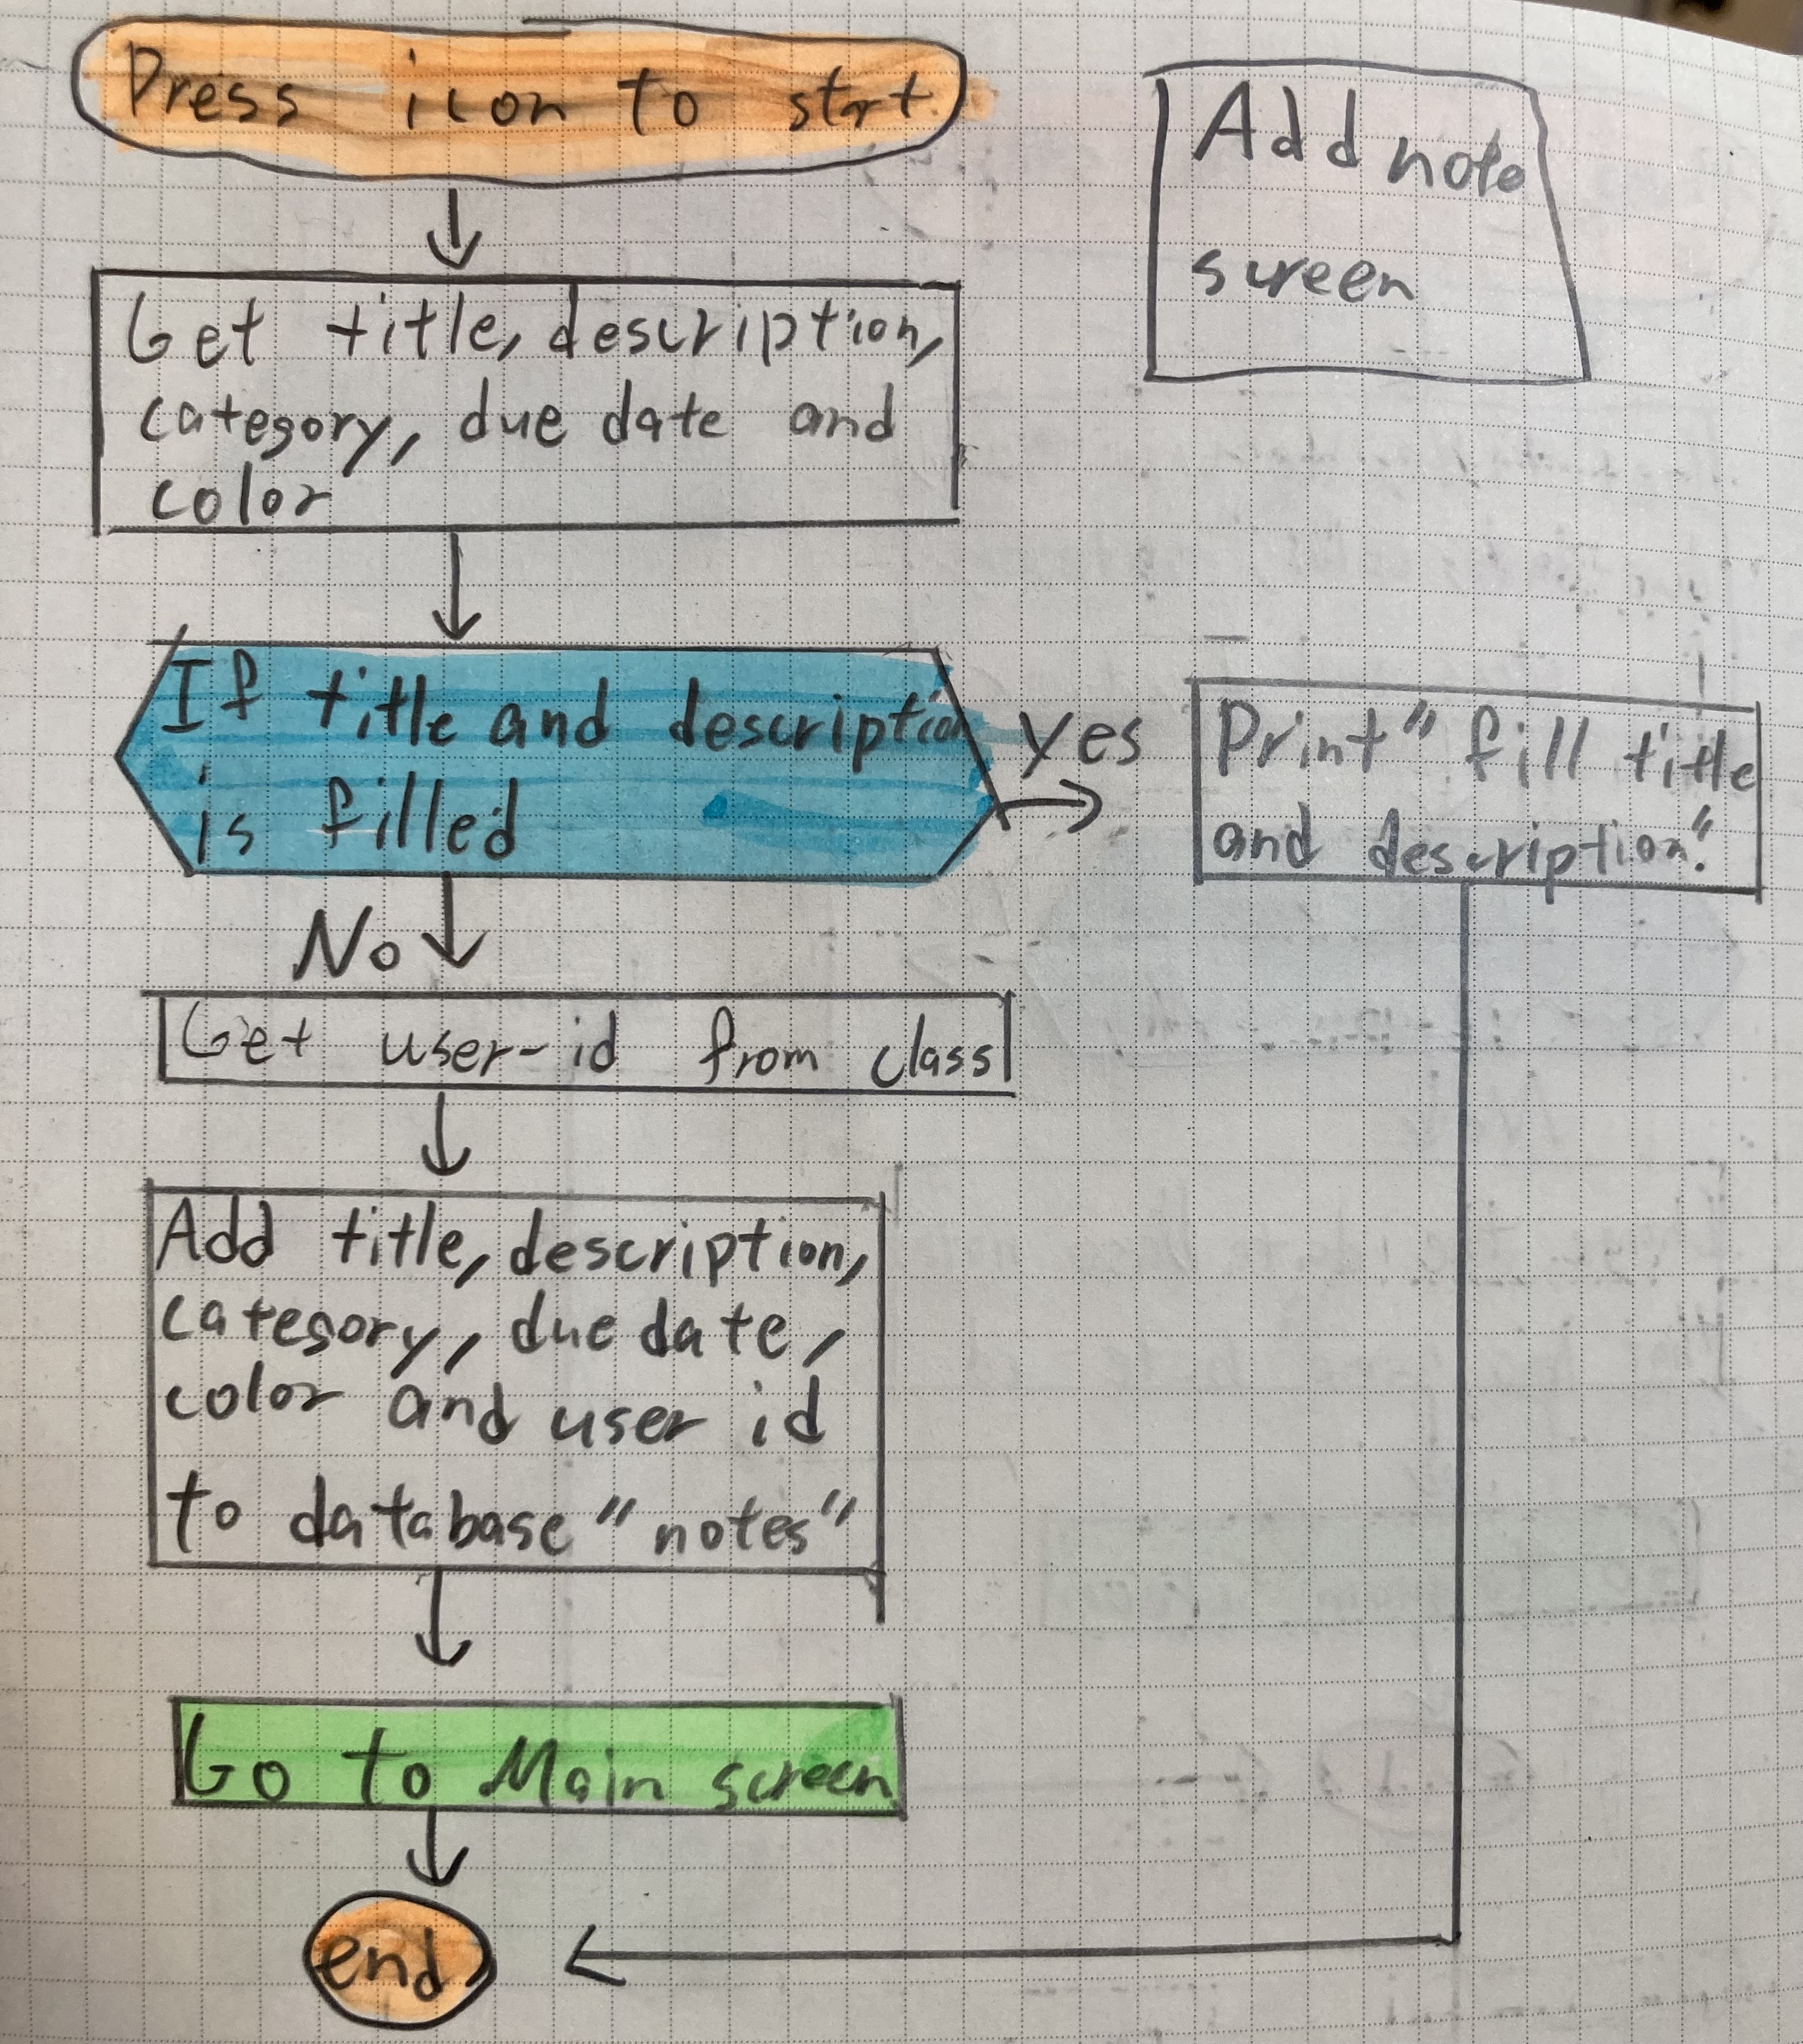 Press icon to start
Add note
screen
Get title, description,
category, due date and
color
If title and description
is filled
Yes
Print" fill title
and description."
No
Get user-id from class
Add title, description,
category, due date,
color and user id
to database "notes"
Go to Main screen
end